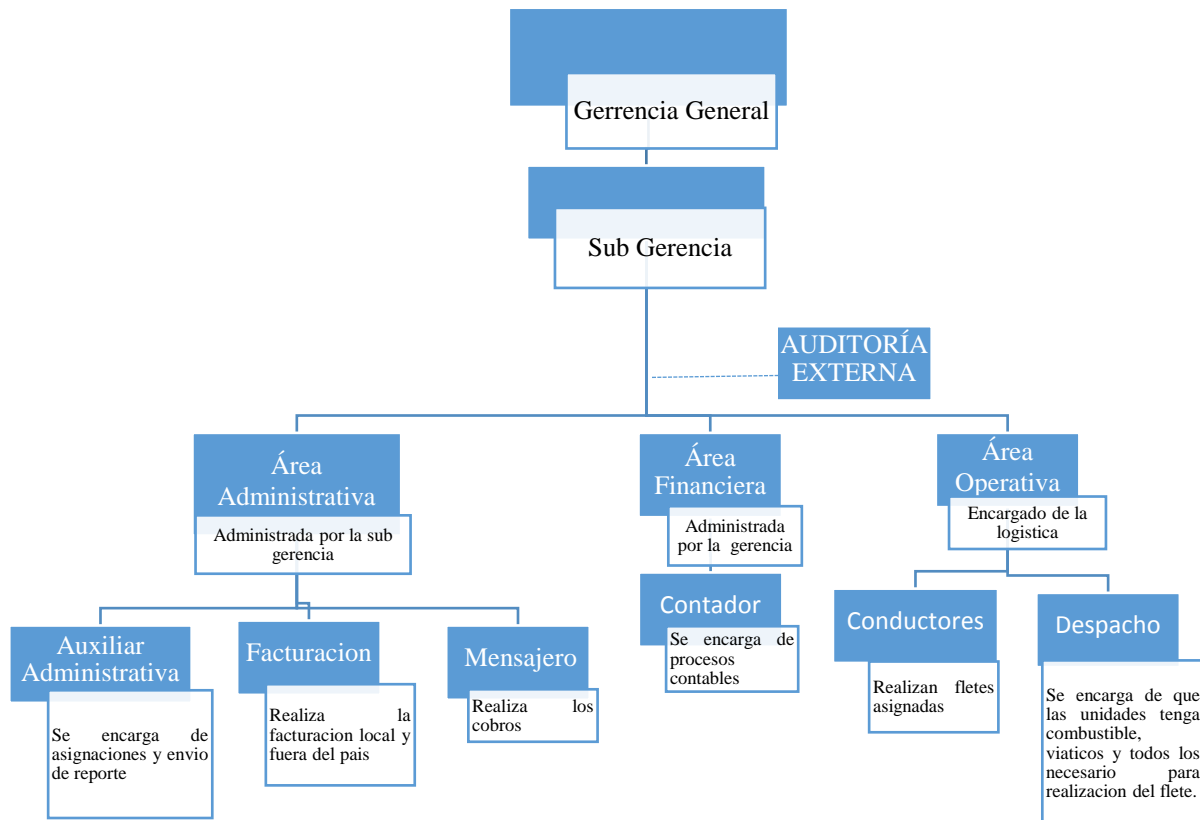 Gerrencia General
Sub Gerencia
AUDITORÍA
EXTERNA
Área
Administrativa
Administrada por la sub
gerencia
Área
Financiera
Administrada
por la gerencia
Área
Operativa
Encargado de la
logistica
Auxiliar
Administrativa
Se encarga de
asignaciones y envio
de reporte
Facturacion
Realiza la
facturacion local y
fuera del pais
Mensajero
Realiza los
cobros
Contador
Se encarga de
procesos
contables
Conductores
Realizan fletes
asignadas
Despacho
Se encarga de que
las unidades tenga
combustible,
viaticos y todos los
necesario para
realizacion del flete.